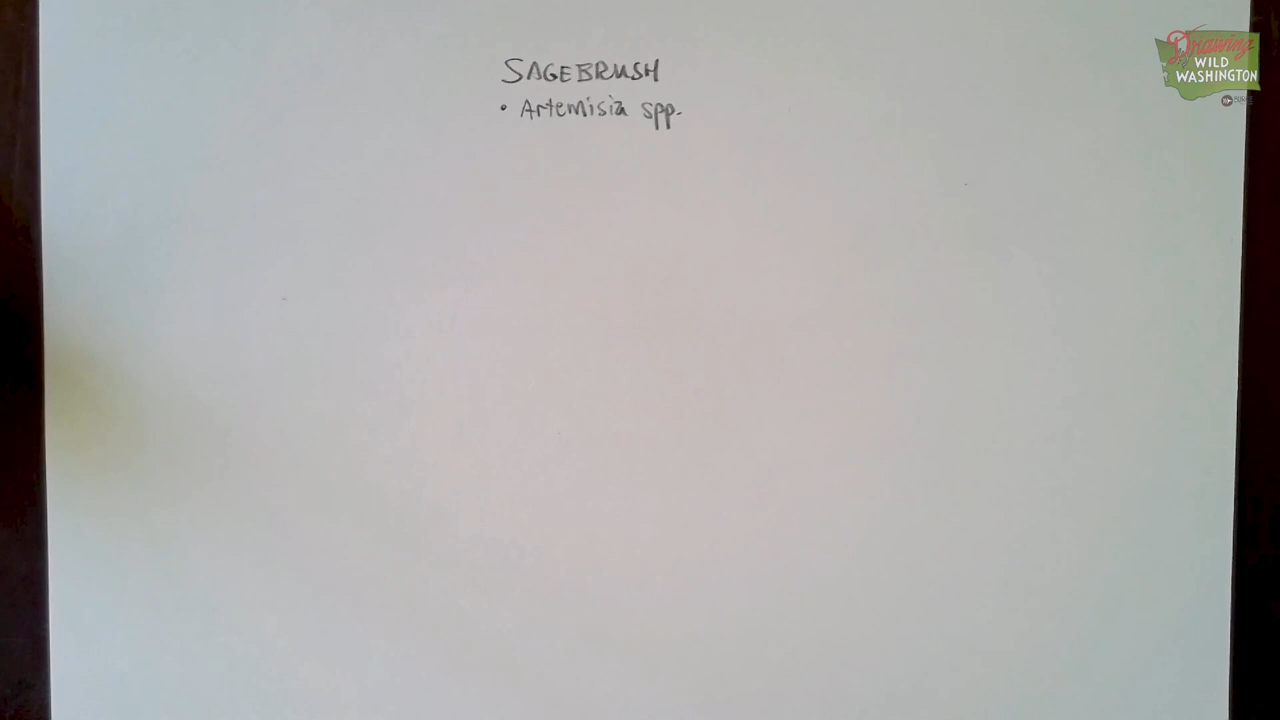 SAGEBRUSH
• Artemisia spp.
Drawing
WILD
WASHINGTON